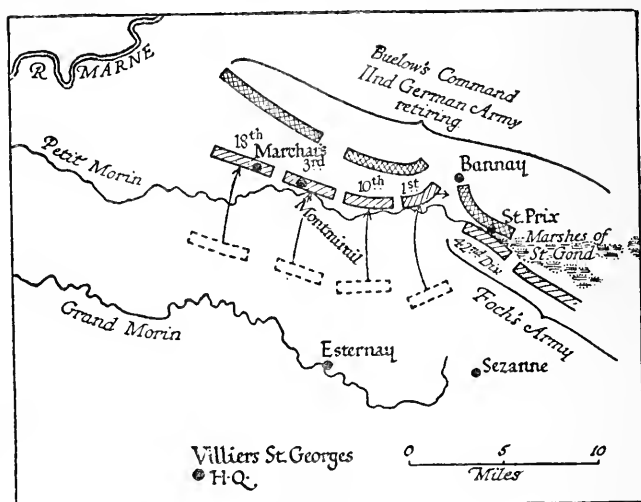 R. MARNE
Buelow's Command
IInd German Army
retiring
Petit Morin
18th
Marchais
3rd
10th
1st
Bannay
St. Prix
Marshes of
St. Gond
Montmirail
42nd Div.
Foch's Army
Grand Morin
Esternay
Sezanne
Villiers St. Georges
H.Q.
0 5 10
Miles